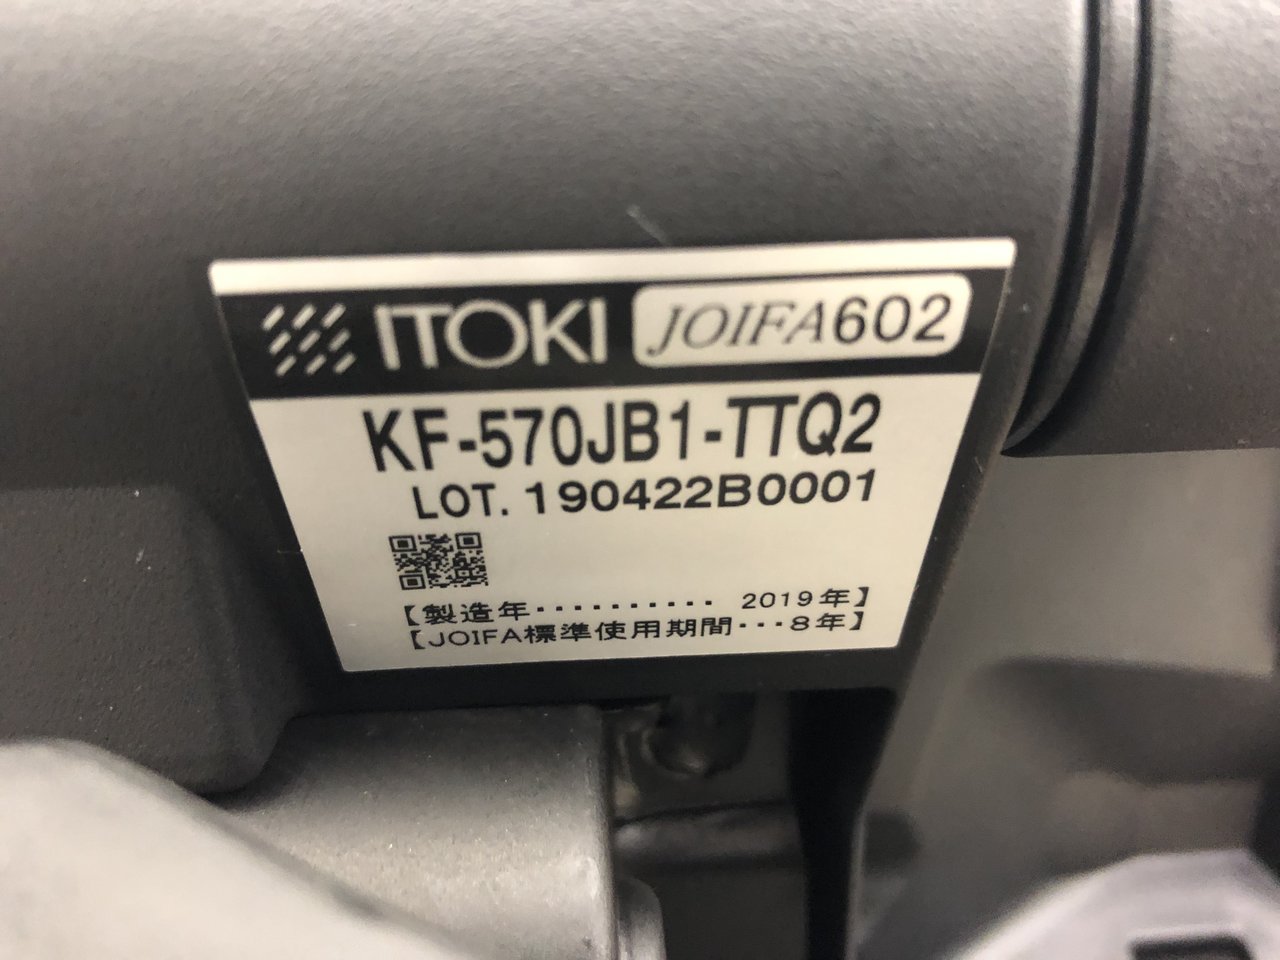 ITOKI JOIFA602
KF-570JB1-TTQ2
LOT. 190422B0001
【製造年・・・・・・・・・・ 2019年】
【JOIFA標準使用期間・・・8年】